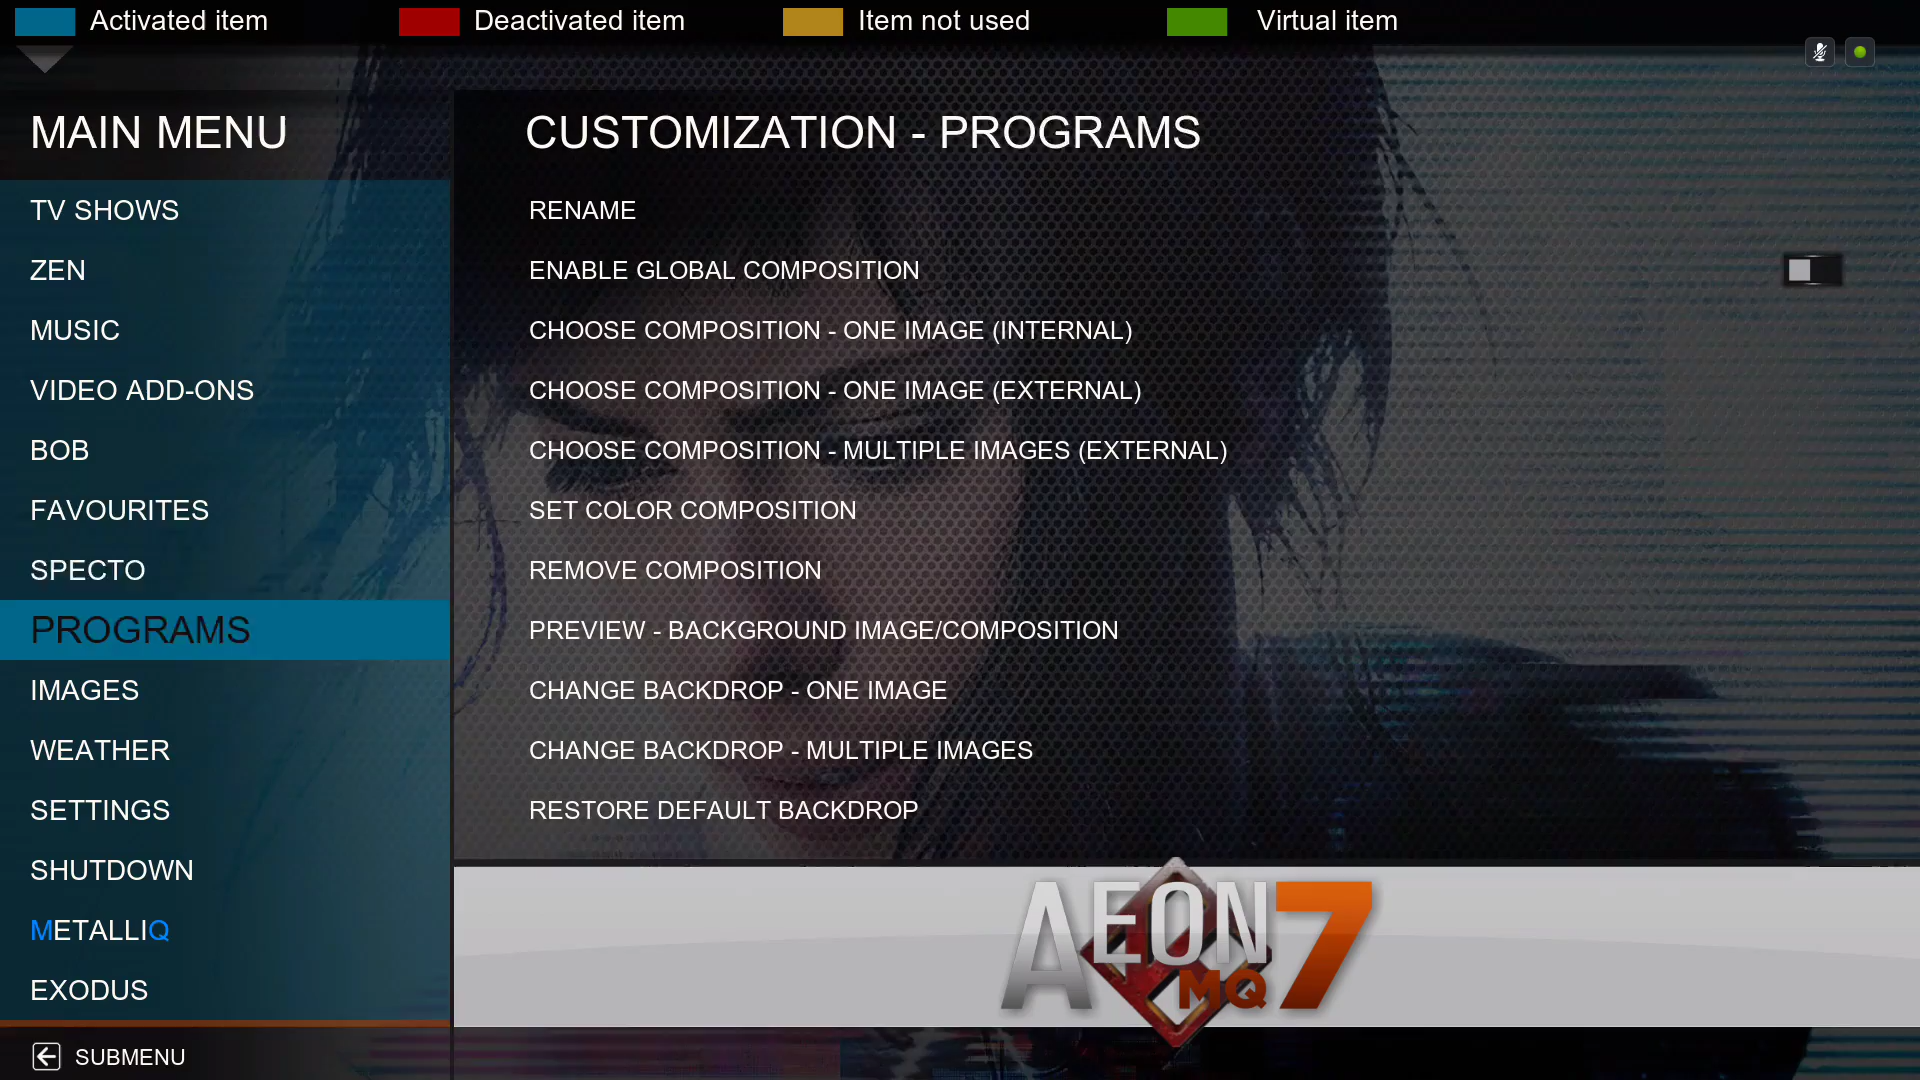 Activated item
Deactivated item
Item not used
Virtual item
MAIN MENU
TV SHOWS
ZEN
MUSIC
VIDEO ADD-ONS
BOB
FAVOURITES
SPECTO
PROGRAMS
IMAGES
WEATHER
SETTINGS
SHUTDOWN
METALLIQ
EXODUS
SUBMENU
CUSTOMIZATION - PROGRAMS
RENAME
ENABLE GLOBAL COMPOSITION
CHOOSE COMPOSITION - ONE IMAGE (INTERNAL)
CHOOSE COMPOSITION - ONE IMAGE (EXTERNAL)
CHOOSE COMPOSITION - MULTIPLE IMAGES (EXTERNAL)
SET COLOR COMPOSITION
REMOVE COMPOSITION
PREVIEW - BACKGROUND IMAGE/COMPOSITION
CHANGE BACKDROP - ONE IMAGE
CHANGE BACKDROP - MULTIPLE IMAGES
RESTORE DEFAULT BACKDROP
AEON 7
MQ